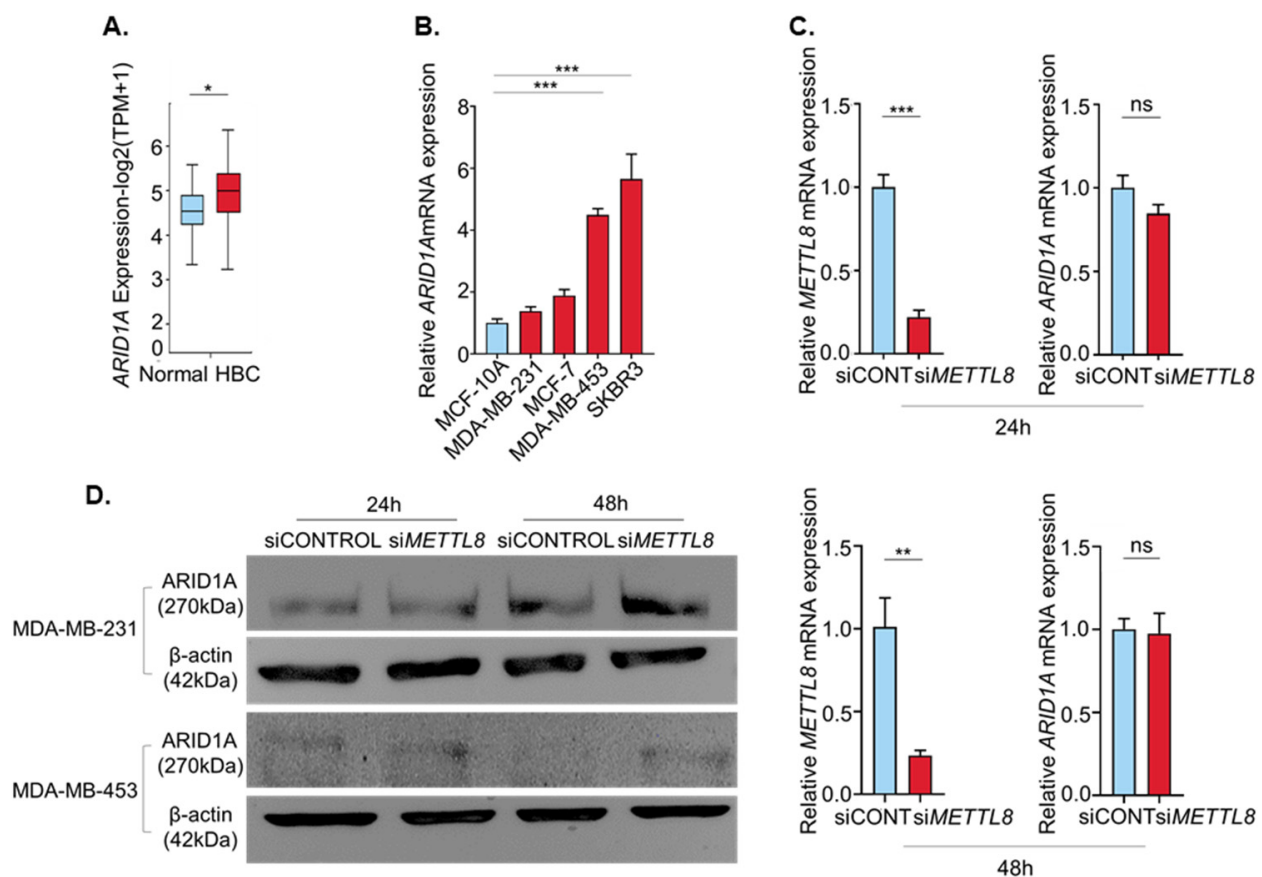 A.
ARID1A Expression-log2(TPM+1)
*
6
5
4
3
2
0
Normal HBC
B.
Relative ARID1AmRNA expression
***
***
8
6
4
2
0
MCF-10A
MDA-MB-231
MCF-7
MDA-MB-453
SKBR3
C.
Relative METTL8 mRNA expression
***
1.5
1.0
0.5
0.0
siCONT siMETTL8
Relative ARID1A mRNA expression
ns
1.5
1.0
0.5
0.0
siCONT siMETTL8
24h
Relative METTL8 mRNA expression
**
1.5
1.0
0.5
0.0
siCONT siMETTL8
Relative ARID1A mRNA expression
ns
1.5
1.0
0.5
0.0
siCONT siMETTL8
48h
D.
24h 48h
siCONTROL siMETTL8 siCONTROL siMETTL8
MDA-MB-231
ARID1A
(270kDa)
β-actin
(42kDa)
MDA-MB-453
ARID1A
(270kDa)
β-actin
(42kDa)